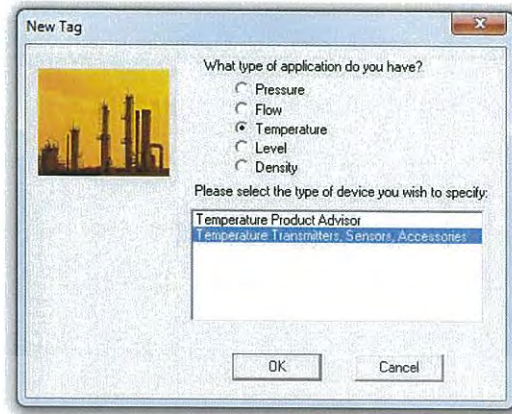 New Tag
What type of application do you have?
Pressure
Flow
Temperature
Level
Density
Please select the type of device you wish to specify:
Temperature Product Advisor
Temperature Transmitters, Sensors, Accessories
OK
Cancel